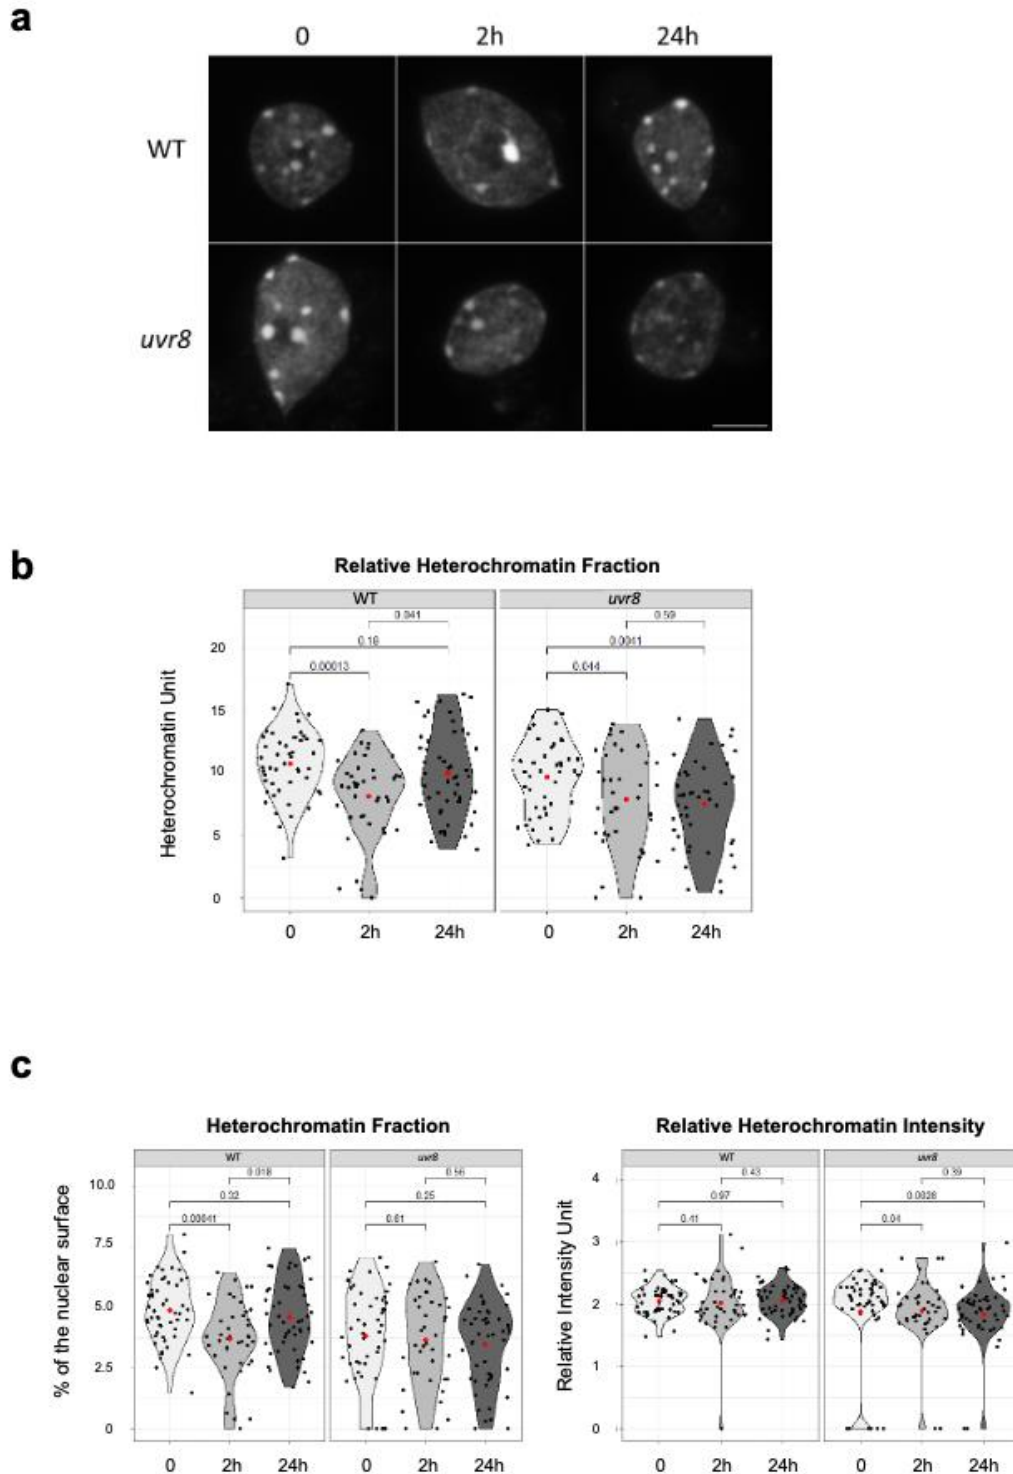 a
0 2h 24h
WT
uvr8
b
Relative Heterochromatin Fraction
WT uvr8
0.041 0.59
0.18 0.0041
0.00013 0.044
Heterochromatin Unit
20
15
10
5
0
0 2h 24h 0 2h 24h
c
Heterochromatin Fraction
WT uvr8
0.018 0.56
0.32 0.25
0.00041 0.61
% of the nuclear surface
10.0
7.5
5.0
2.5
0
0 2h 24h 0 2h 24h
Relative Heterochromatin Intensity
WT uvr8
0.43 0.39
0.97 0.0028
0.41 0.04
Relative Intensity Unit
4
3
2
1
0
0 2h 24h 0 2h 24h